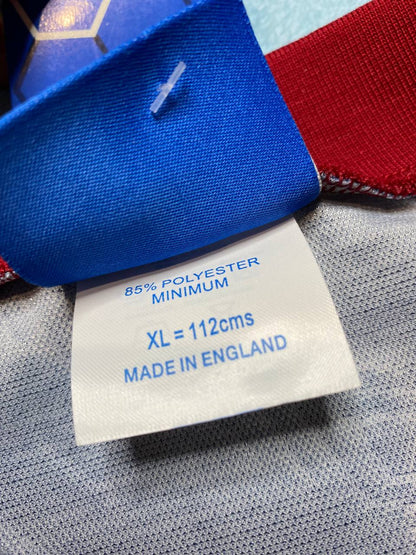 85% POLYESTER
MINIMUM
XL = 112cms
MADE IN ENGLAND